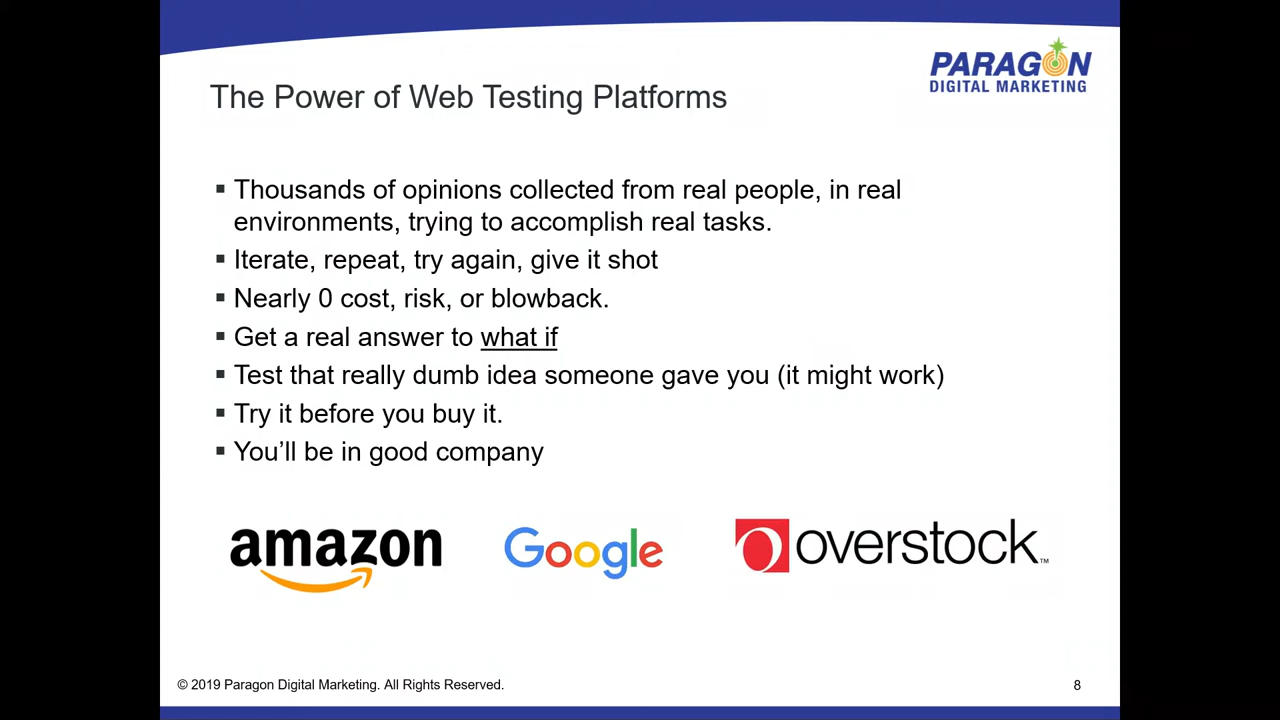 PARAGON
DIGITAL MARKETING
The Power of Web Testing Platforms
▪ Thousands of opinions collected from real people, in real
environments, trying to accomplish real tasks.
▪ Iterate, repeat, try again, give it shot
▪ Nearly 0 cost, risk, or blowback.
▪ Get a real answer to what if
▪ Test that really dumb idea someone gave you (it might work)
▪ Try it before you buy it.
▪ You’ll be in good company
amazon Google overstock™
© 2019 Paragon Digital Marketing. All Rights Reserved. 8